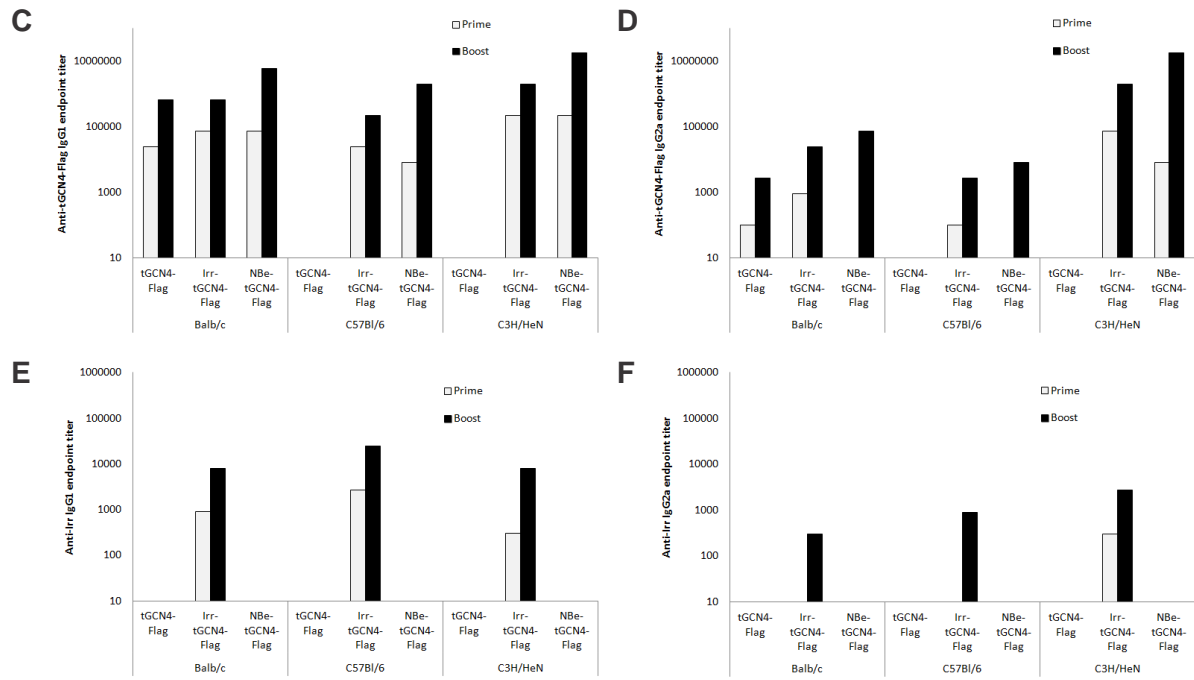 C
Prime
Boost
Anti-tGCN4-Flag IgG1 endpoint titer
10000000
100000
1000
10
tGCN4-
Flag
Irr-
tGCN4-
Flag
NBe-
tGCN4-
Flag
tGCN4-
Flag
Irr-
tGCN4-
Flag
NBe-
tGCN4-
Flag
tGCN4-
Flag
Irr-
tGCN4-
Flag
NBe-
tGCN4-
Flag
Balb/c
C57Bl/6
C3H/HeN
D
Prime
Boost
Anti-tGCN4-Flag IgG2a endpoint titer
10000000
100000
1000
10
tGCN4-
Flag
Irr-
tGCN4-
Flag
NBe-
tGCN4-
Flag
tGCN4-
Flag
Irr-
tGCN4-
Flag
NBe-
tGCN4-
Flag
tGCN4-
Flag
Irr-
tGCN4-
Flag
NBe-
tGCN4-
Flag
Balb/c
C57Bl/6
C3H/HeN
E
Prime
Boost
Anti-Irr IgG1 endpoint titer
1000000
100000
10000
1000
100
10
tGCN4-
Flag
Irr-
tGCN4-
Flag
NBe-
tGCN4-
Flag
tGCN4-
Flag
Irr-
tGCN4-
Flag
NBe-
tGCN4-
Flag
tGCN4-
Flag
Irr-
tGCN4-
Flag
NBe-
tGCN4-
Flag
Balb/c
C57Bl/6
C3H/HeN
F
Prime
Boost
Anti-Irr IgG2a endpoint titer
1000000
100000
10000
1000
100
10
tGCN4-
Flag
Irr-
tGCN4-
Flag
NBe-
tGCN4-
Flag
tGCN4-
Flag
Irr-
tGCN4-
Flag
NBe-
tGCN4-
Flag
tGCN4-
Flag
Irr-
tGCN4-
Flag
NBe-
tGCN4-
Flag
Balb/c
C57Bl/6
C3H/HeN